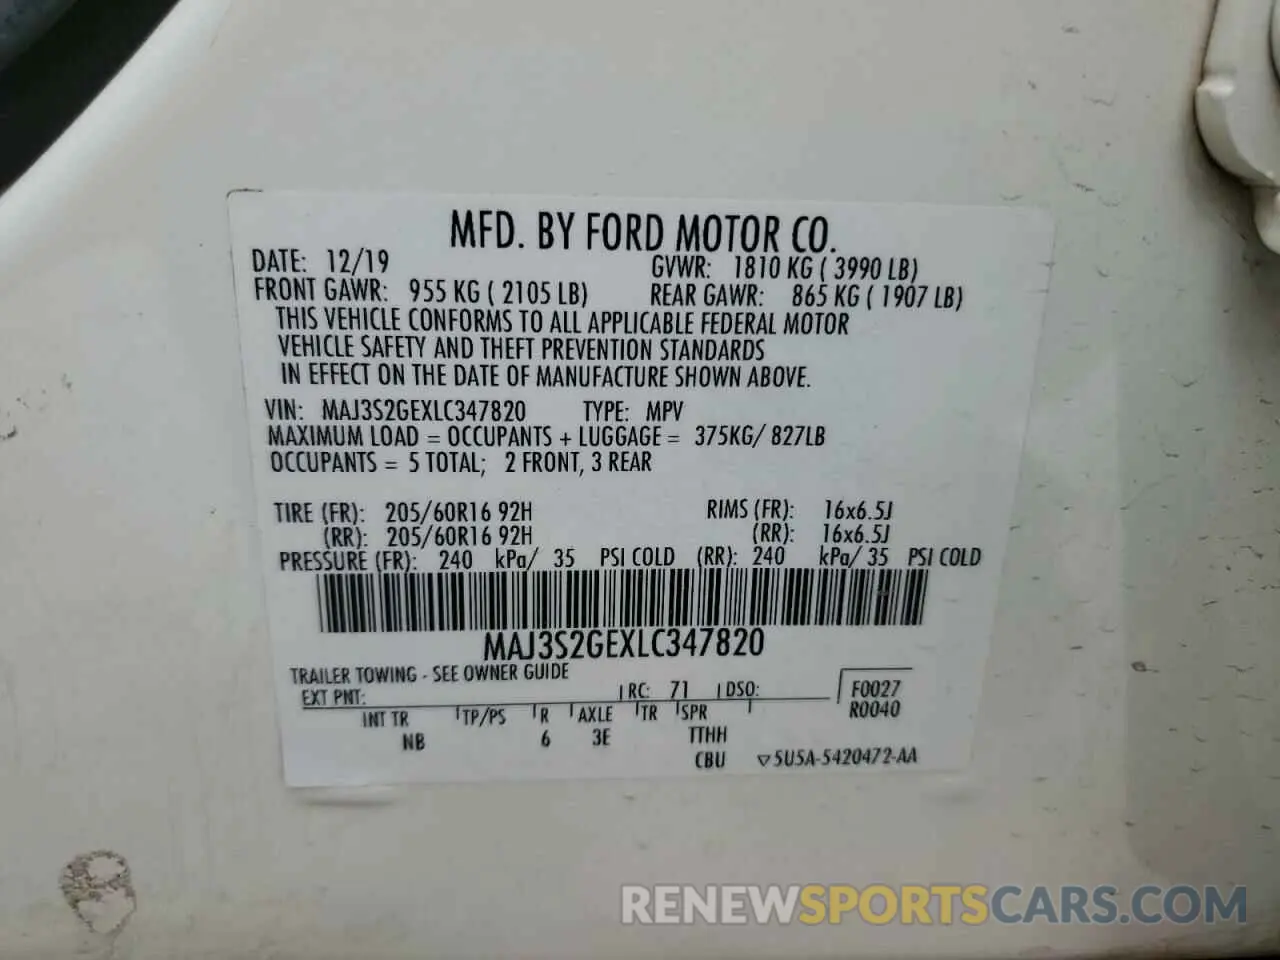 MFD. BY FORD MOTOR CO.
DATE: 12/19 GVWR: 1810 KG ( 3990 LB)
FRONT GAWR: 955 KG ( 2105 LB) REAR GAWR: 865 KG ( 1907 LB)
THIS VEHICLE CONFORMS TO ALL APPLICABLE FEDERAL MOTOR
VEHICLE SAFETY AND THEFT PREVENTION STANDARDS
IN EFFECT ON THE DATE OF MANUFACTURE SHOWN ABOVE.
VIN: MAJ3S2GEXLC347820 TYPE: MPV
MAXIMUM LOAD = OCCUPANTS + LUGGAGE = 375KG/ 827LB
OCCUPANTS = 5 TOTAL; 2 FRONT, 3 REAR
TIRE (FR): 205/60R16 92H RIMS (FR): 16x6.5J
(RR): 205/60R16 92H (RR): 16x6.5J
PRESSURE (FR): 240 kPa/ 35 PSI COLD (RR): 240 kPa/ 35 PSI COLD
MAJ3S2GEXLC347820
TRAILER TOWING - SEE OWNER GUIDE
EXT PNT: RC: 71 DSO: F0027
INT TR TP/PS R AXLE TR SPR R0040
NB 6 3E TTHH
CBU 5U5A-5420472-AA
RENEWSPORTSCARS.COM